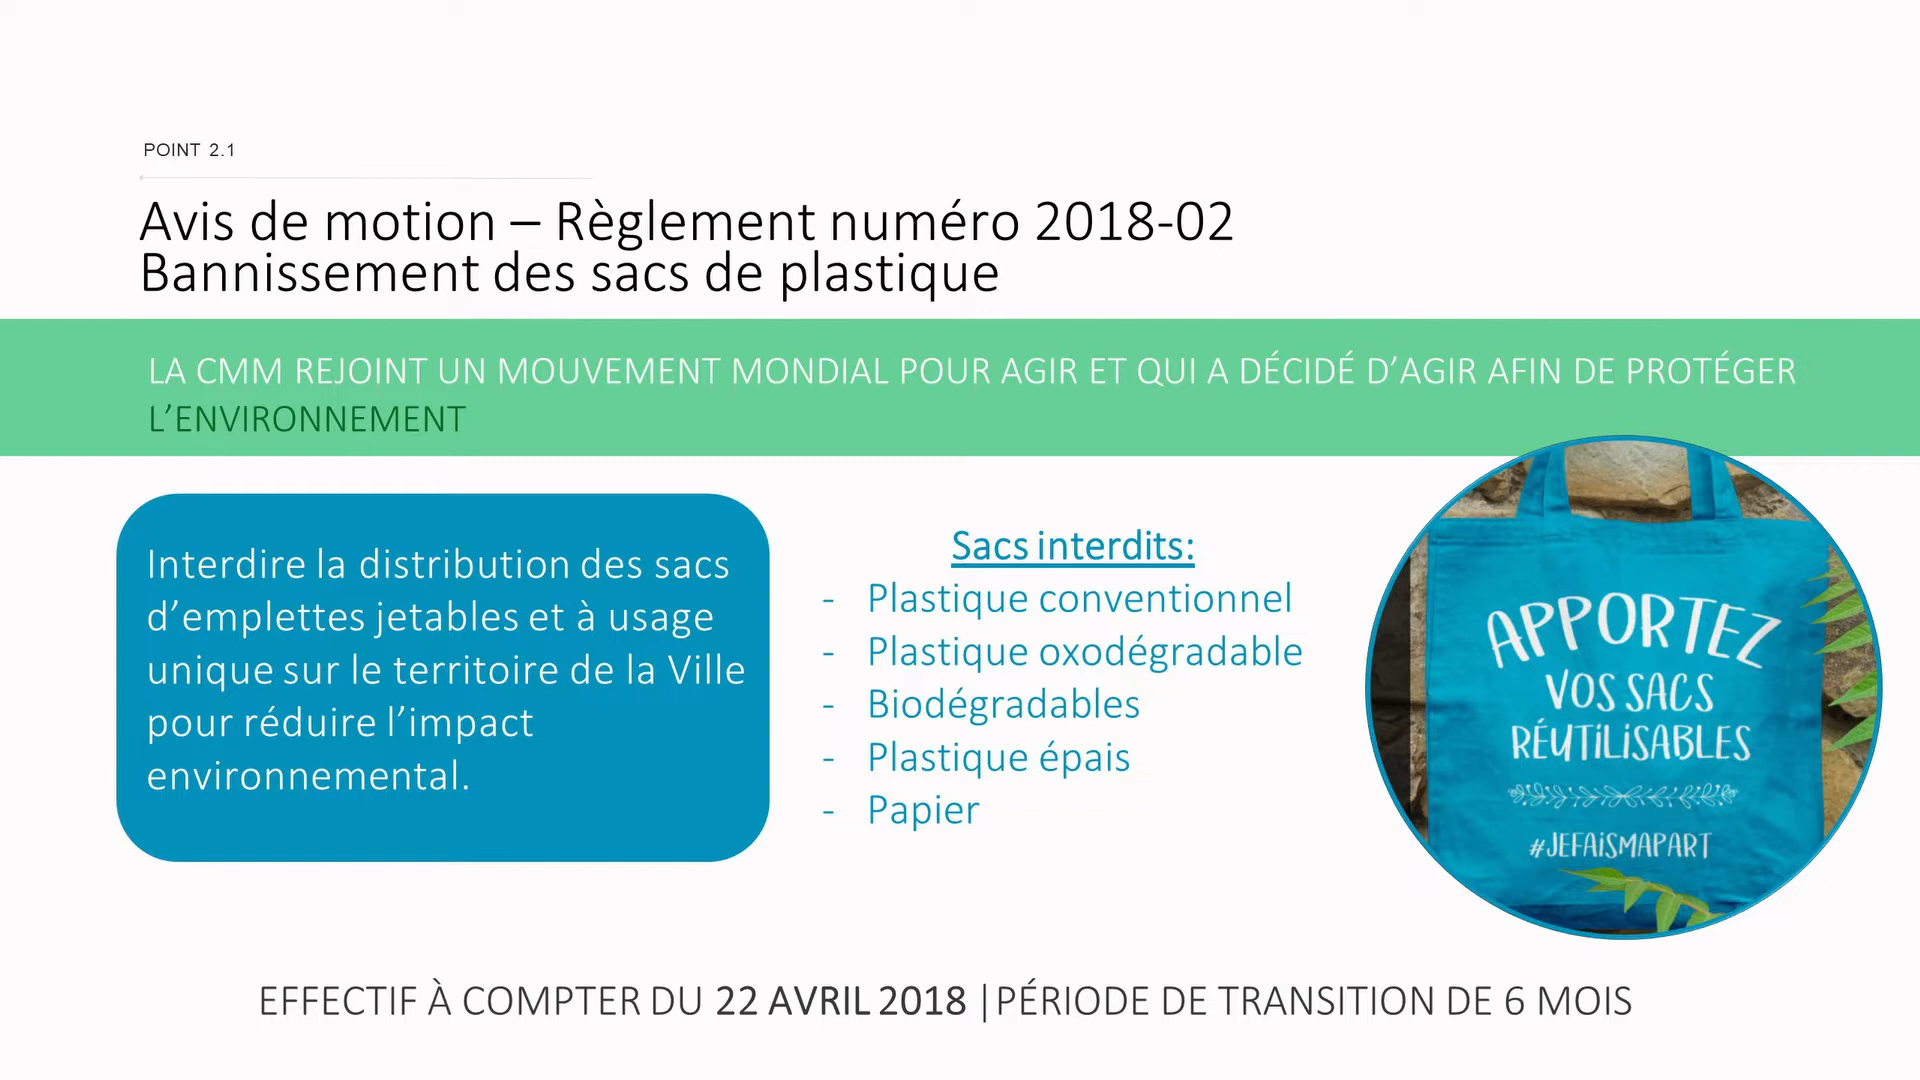 POINT 2.1
Avis de motion – Règlement numéro 2018-02
Bannissement des sacs de plastique
LA CMM REJOINT UN MOUVEMENT MONDIAL POUR AGIR ET QUI A DÉCIDÉ D’AGIR AFIN DE PROTÉGER
L’ENVIRONNEMENT
Interdire la distribution des sacs
d’emplettes jetables et à usage
unique sur le territoire de la Ville
pour réduire l’impact
environnemental.
Sacs interdits:
- Plastique conventionnel
- Plastique oxodégradable
- Biodégradables
- Plastique épais
- Papier
APPORTEZ
VOS SACS
RÉUTiLiSABLES
#JEFAiSMAPART
EFFECTIF À COMPTER DU 22 AVRIL 2018 |PÉRIODE DE TRANSITION DE 6 MOIS